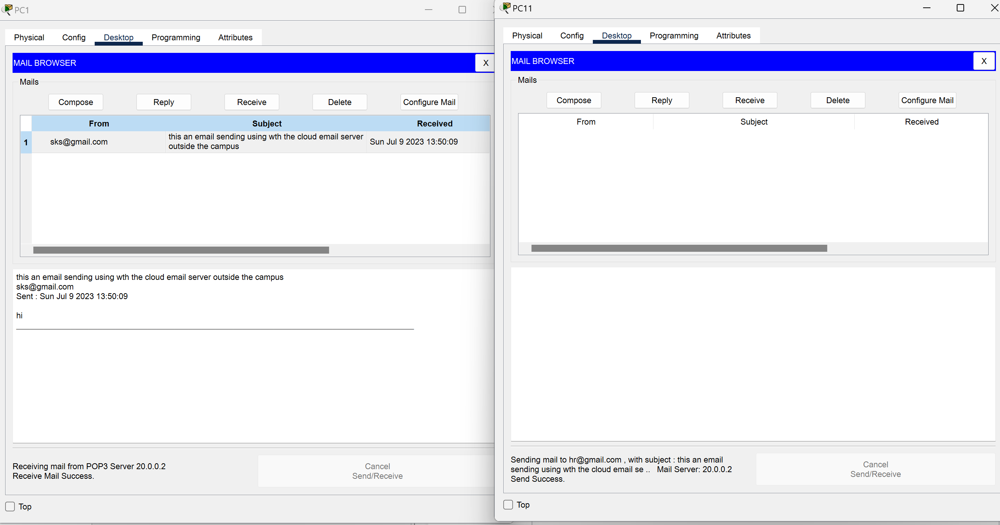 PC1
Physical Config Desktop Programming Attributes
MAIL BROWSER
X
Mails
Compose Reply Receive Delete Configure Mail
From Subject Received
1 sks@gmail.com this an email sending using wth the cloud email server Sun Jul 9 2023 13:50:09
outside the campus
this an email sending using wth the cloud email server outside the campus
sks@gmail.com
Sent : Sun Jul 9 2023 13:50:09
hi
Receiving mail from POP3 Server 20.0.0.2
Receive Mail Success.
Cancel
Send/Receive
Top
PC11
Physical Config Desktop Programming Attributes
MAIL BROWSER
X
Mails
Compose Reply Receive Delete Configure Mail
From Subject Received
Sending mail to hr@gmail.com , with subject : this an email
sending using wth the cloud email se .. Mail Server: 20.0.0.2
Send Success.
Cancel
Send/Receive
Top